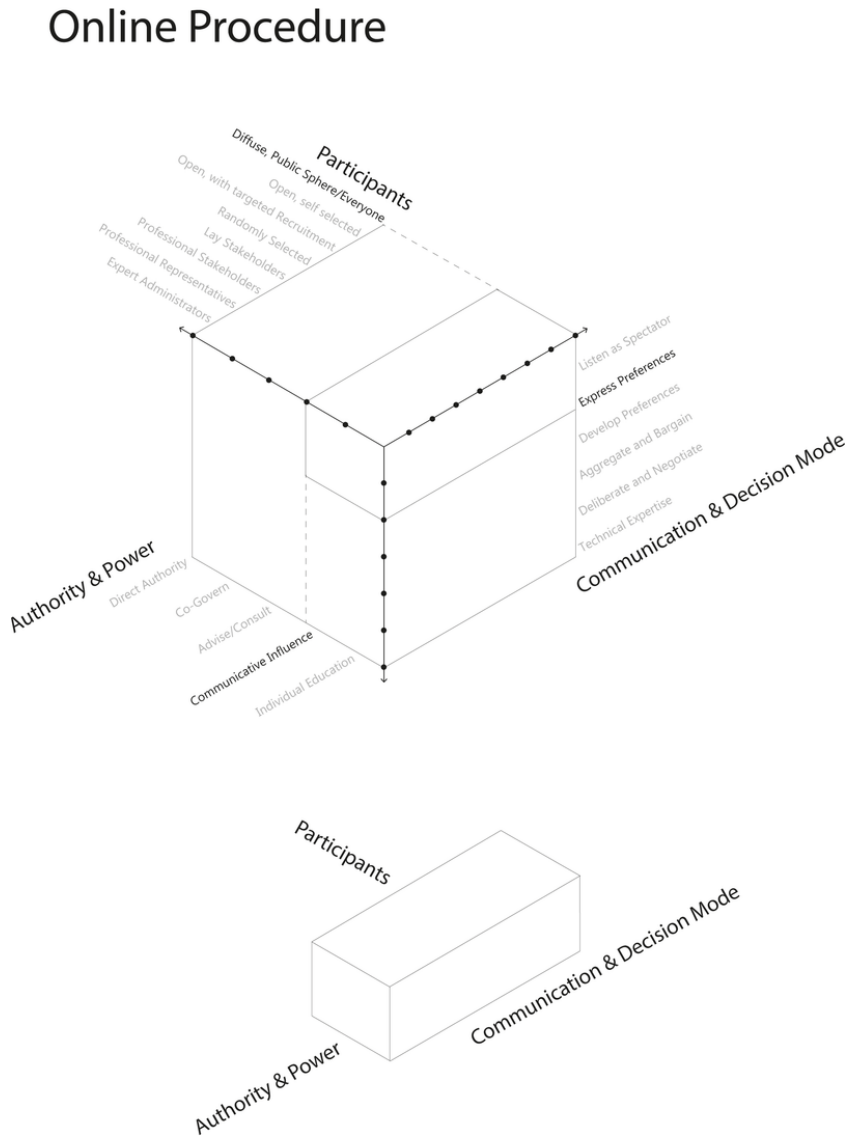 Online Procedure
Participants
Diffuse, Public Sphere/Everyone
Open, self selected
Open, with targeted Recruitment
Randomly Selected
Lay Stakeholders
Professional Stakeholders
Professional Representatives
Expert Administrators
Listen as Spectator
Express Preferences
Develop Preferences
Aggregate and Bargain
Deliberate and Negotiate
Technical Expertise
Communication & Decision Mode
Authority & Power
Direct Authority
Co-Govern
Advise/Consult
Communicative Influence
Individual Education
Participants
Communication & Decision Mode
Authority & Power